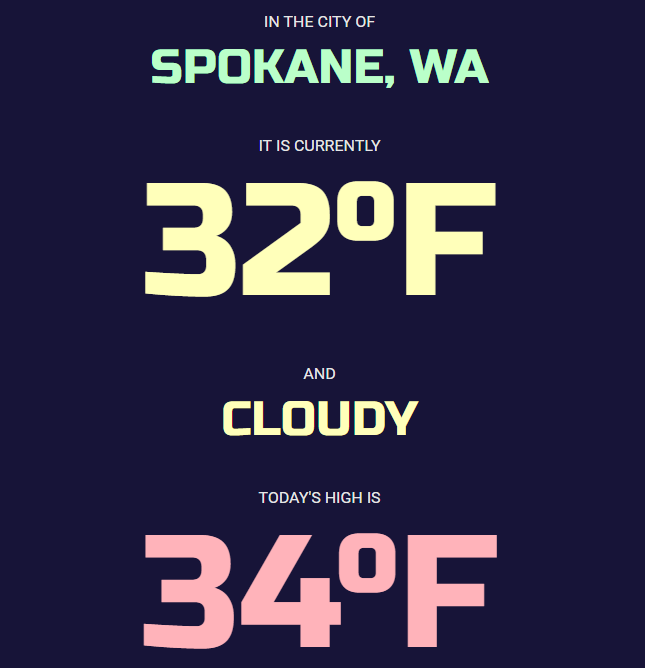 IN THE CITY OF
SPOKANE, WA
IT IS CURRENTLY
32ºF
AND
CLOUDY
TODAY'S HIGH IS
34ºF